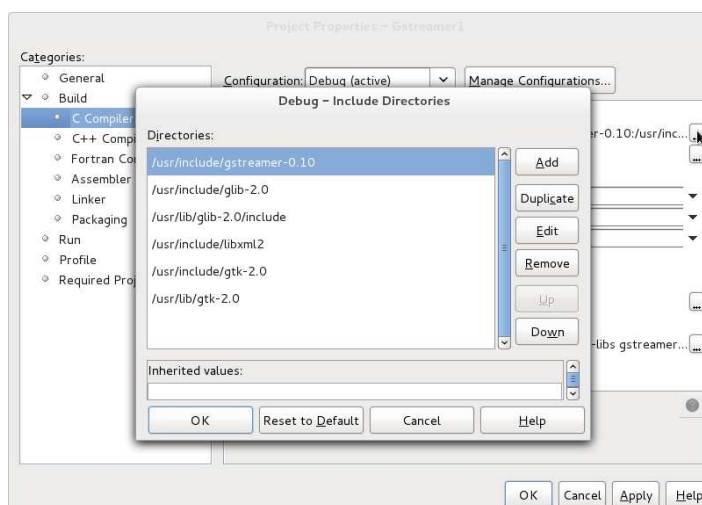 Project Properties - Gstreamer1
Categories:
General
Build
C Compiler
C++ Compi
Fortran Co
Assembler
Linker
Packaging
Run
Profile
Required Proj
Configuration: Debug (active)
Manage Configurations...
er-0.10:/usr/inc...
...
-libs gstreamer...
Debug - Include Directories
Directories:
/usr/include/gstreamer-0.10
/usr/include/glib-2.0
/usr/lib/glib-2.0/include
/usr/include/libxml2
/usr/include/gtk-2.0
/usr/lib/gtk-2.0
Add
Duplicate
Edit
Remove
Up
Down
Inherited values:
OK Reset to Default Cancel Help
OK Cancel Apply Help